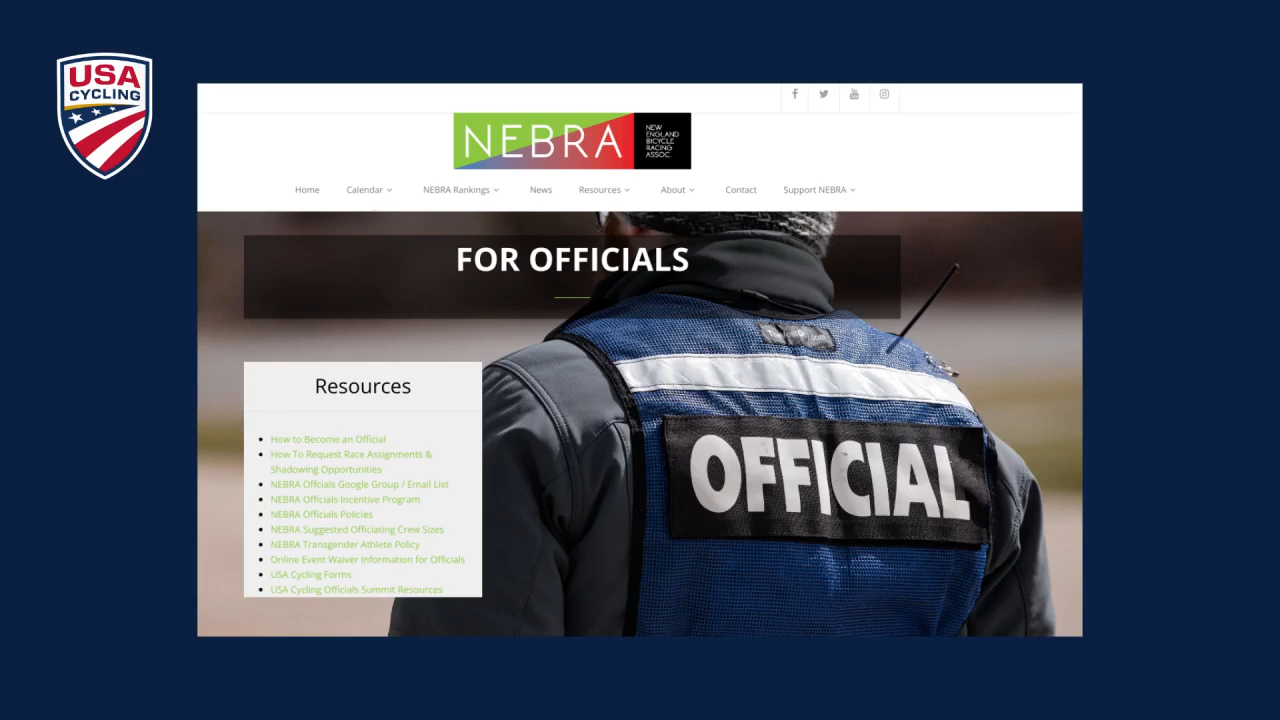 USA
CYCLING
NEBRA
NEW
ENGLAND
BICYCLE
RACING
ASSOC.
Home
Calendar
NEBRA Rankings
News
Resources
About
Contact
Support NEBRA
FOR OFFICIALS
Resources
How to Become an Official
How To Request Race Assignments &
Shadowing Opportunities
NEBRA Offcials Google Group / Email List
NEBRA Officials Incentive Program
NEBRA Officials Policies
NEBRA Suggested Officiating Crew Sizes
NEBRA Transgender Athlete Policy
Online Event Waiver Information for Officials
USA Cycling Forms
USA Cycling Officials Summit Resources
OFFICIAL